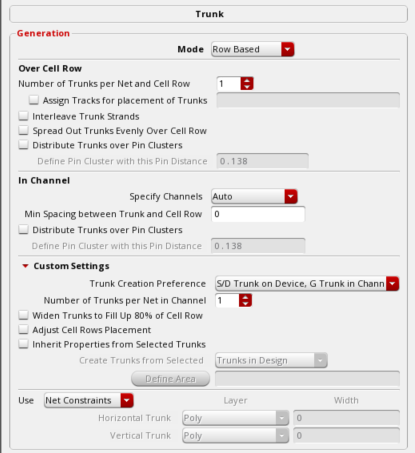 Trunk
Generation
Mode Row Based
Over Cell Row
Number of Trunks per Net and Cell Row 1
Assign Tracks for placement of Trunks
Interleave Trunk Strands
Spread Out Trunks Evenly Over Cell Row
Distribute Trunks over Pin Clusters
Define Pin Cluster with this Pin Distance 0.138
In Channel
Specify Channels Auto
Min Spacing between Trunk and Cell Row 0
Distribute Trunks over Pin Clusters
Define Pin Cluster with this Pin Distance 0.138
Custom Settings
Trunk Creation Preference S/D Trunk on Device, G Trunk in Chann
Number of Trunks per Net in Channel 1
Widen Trunks to Fill Up 80% of Cell Row
Adjust Cell Rows Placement
Inherit Properties from Selected Trunks
Create Trunks from Selected Trunks in Design
Define Area
Use Net Constraints Layer Width
Horizontal Trunk Poly 0
Vertical Trunk Poly 0